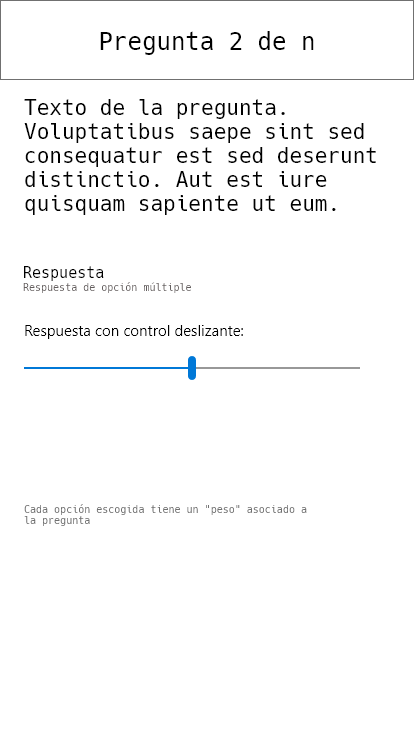 Pregunta 2 de n
Texto de la pregunta.
Voluptatibus saepe sint sed
consequatur est sed deserunt
distinctio. Aut est iure
quisquam sapiente ut eum.
Respuesta
Respuesta de opción múltiple
Respuesta con control deslizante:
Cada opción escogida tiene un "peso" asociado a
la pregunta